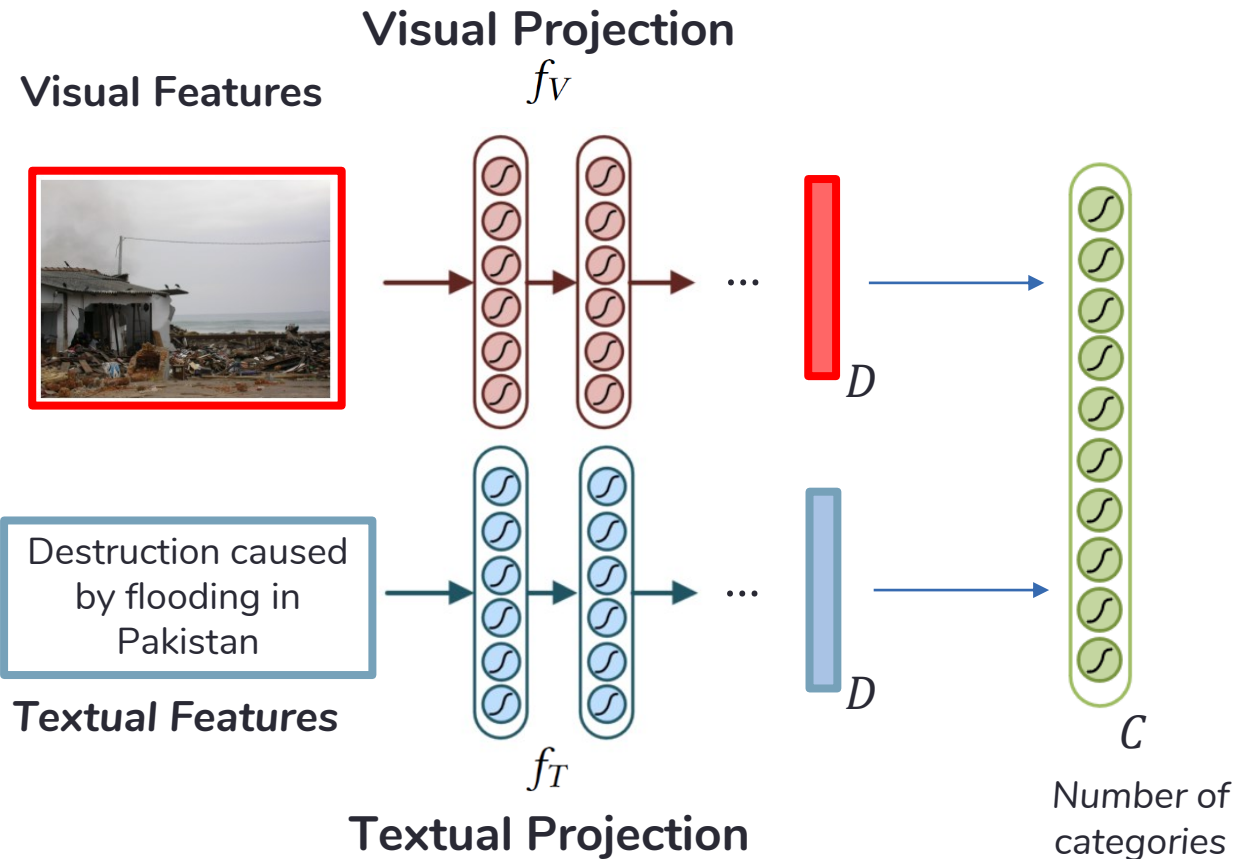 Visual Projection
f_V
Visual Features
...
D
Destruction caused
by flooding in
Pakistan
...
D
Textual Features
f_T
Textual Projection
C
Number of
categories